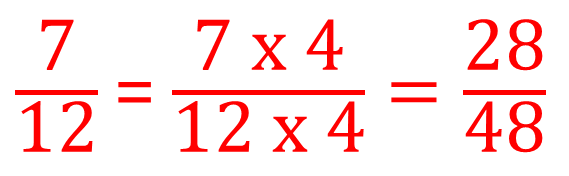 7/12 = 7 x 4/12 x 4 = 28/48